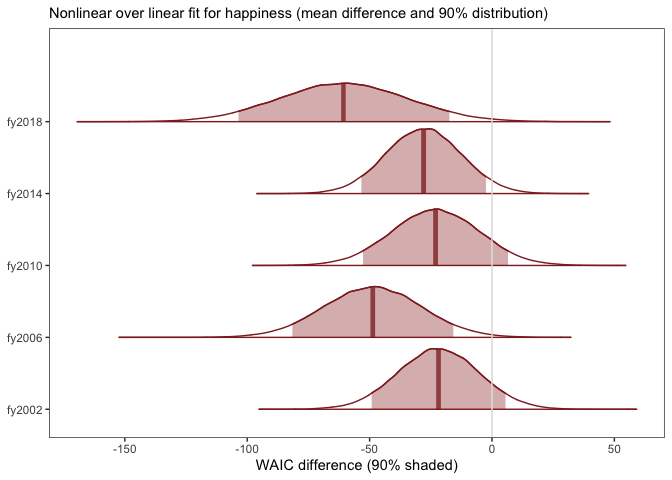 Nonlinear over linear fit for happiness (mean difference and 90% distribution)
fy2018
fy2014
fy2010
fy2006
fy2002
-150 -100 -50 0 50
WAIC difference (90% shaded)